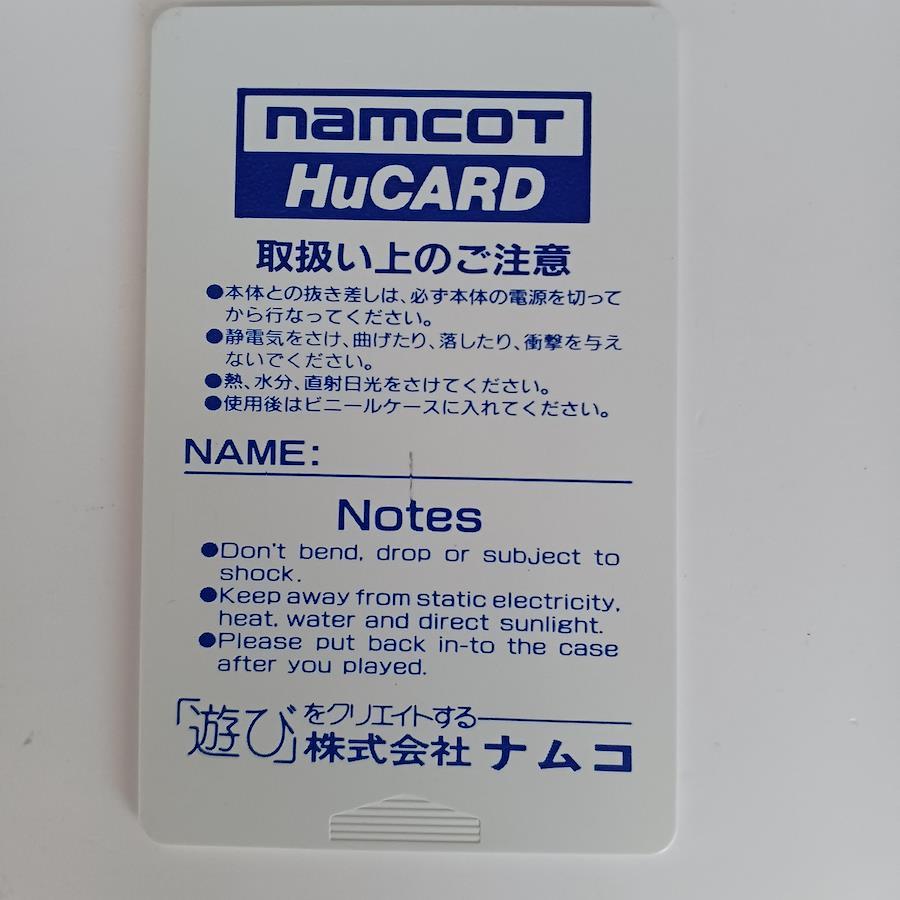 namcot
HuCARD
取扱い上のご注意
●本体との抜き差しは、必ず本体の電源を切って
から行なってください。
●静電気をさけ、曲げたり、落したり、衝撃を与え
ないでください。
●熱、水分、直射日光をさけてください。
●使用後はビニールケースに入れてください。
NAME:
Notes
●Don't bend, drop or subject to
shock.
●Keep away from static electricity,
heat, water and direct sunlight.
●Please put back in-to the case
after you played.
「遊び」をクリエイトする
株式会社 ナムコ